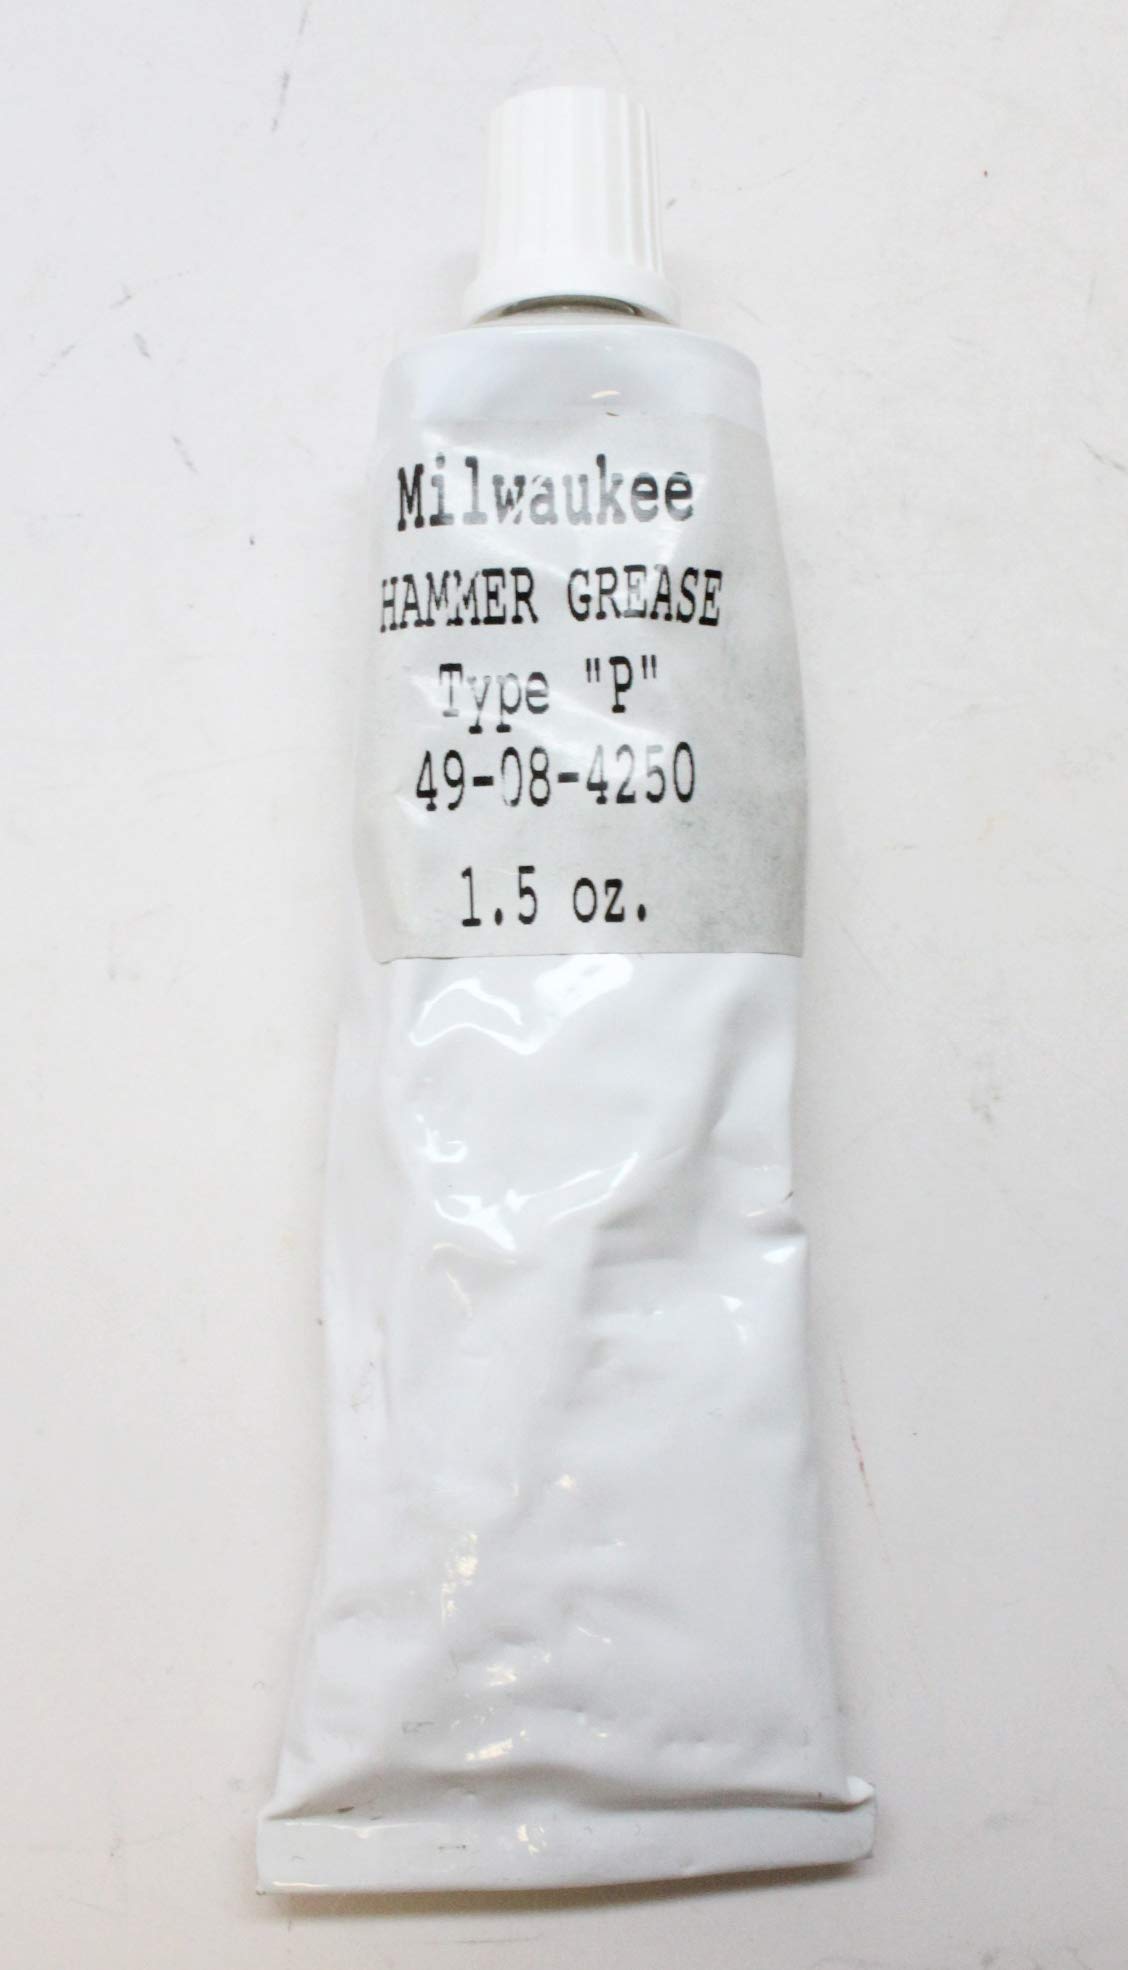 Milwaukee
HAMMER GREASE
Type "P"
49-08-4250
1.5 oz.